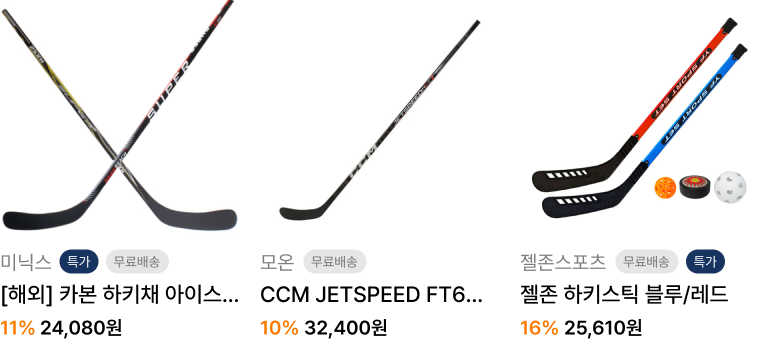 SUPER
CCM
YF SPORT SET
YF SPORT SET
미닉스 특가 무료배송
모온 무료배송
젤존스포츠 무료배송 특가
[해외] 카본 하키채 아이스...
CCM JETSPEED FT6...
젤존 하키스틱 블루/레드
11% 24,080원
10% 32,400원
16% 25,610원